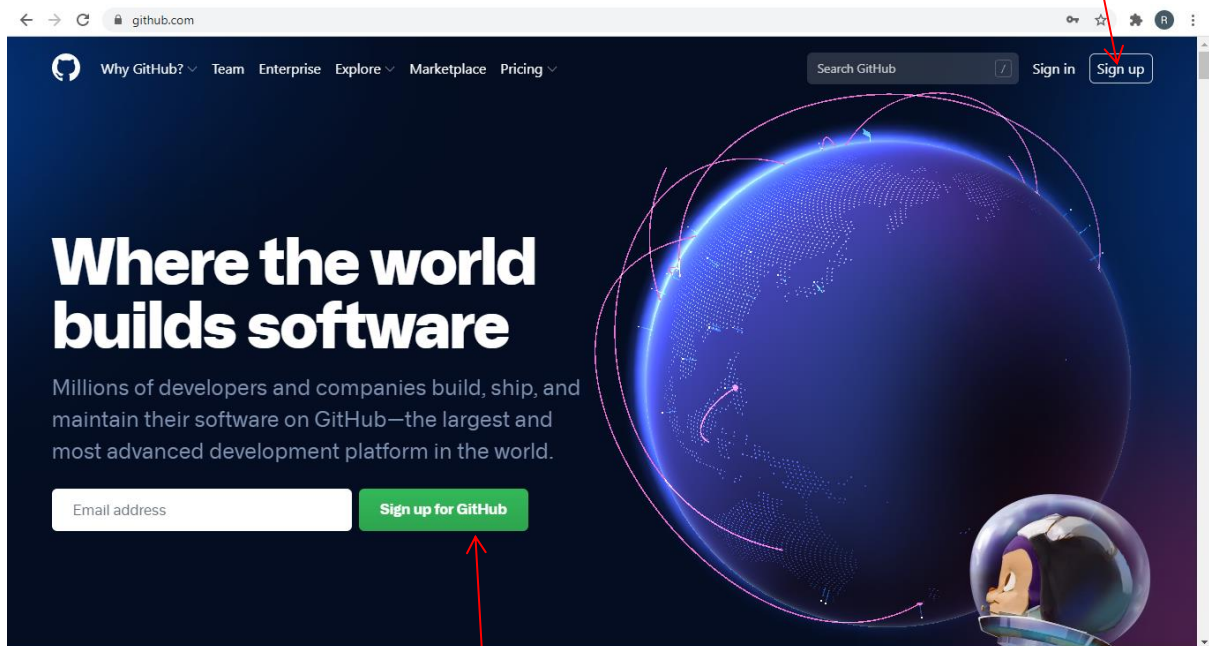 github.com
R
Why GitHub? Team Enterprise Explore Marketplace Pricing
Search GitHub / Sign in Sign up
Where the world
builds software
Millions of developers and companies build, ship, and
maintain their software on GitHub—the largest and
most advanced development platform in the world.
Email address
Sign up for GitHub